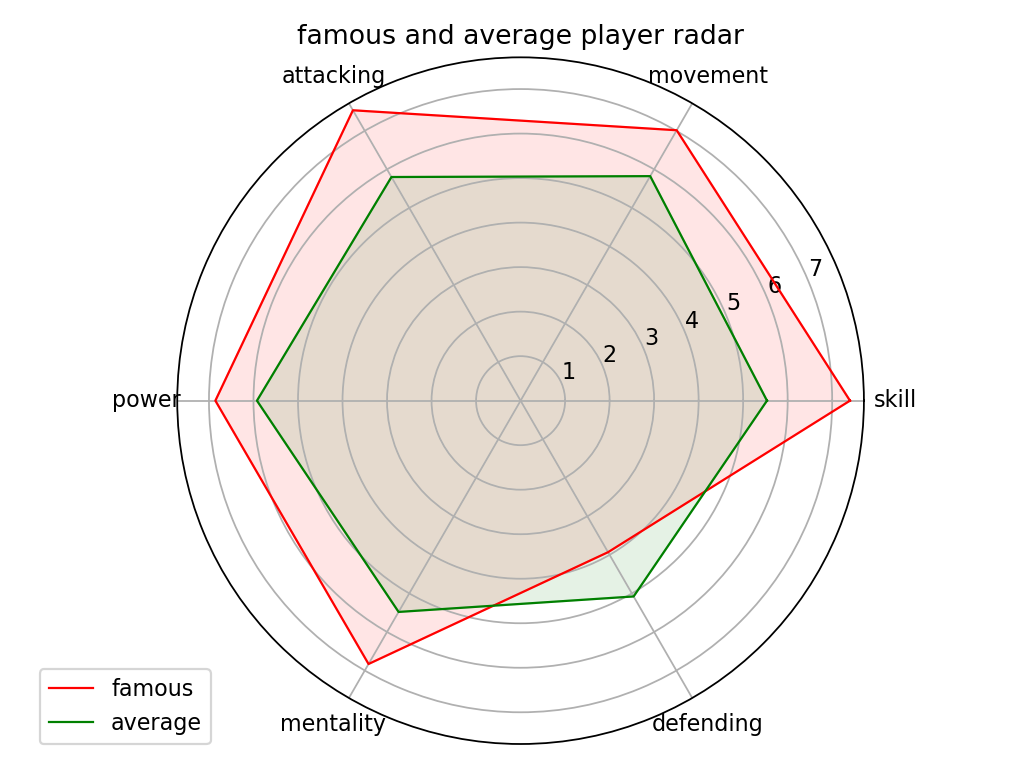 famous and average player radar
attacking
movement
7
6
5
4
3
2
1
power
skill
mentality
defending
famous
average